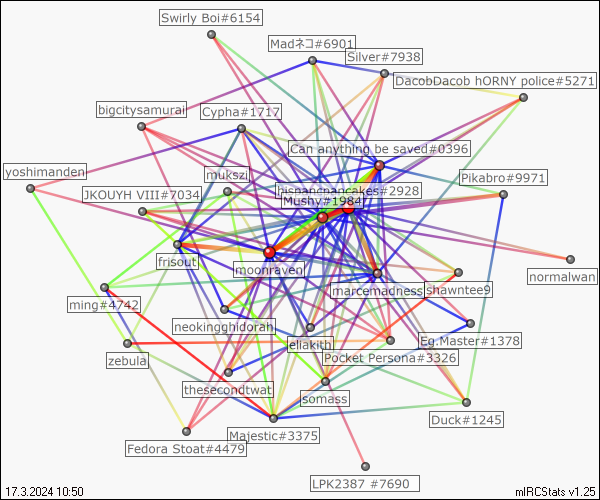 Swirly Boi#6154
Madネコ#6901
Silver#7938
DacobDacob hORNY police#5271
bigcitysamurai
Cypha#1717
Can anything be saved#0396
yoshimanden
mukszi
Pikabro#9971
JKOUYH VIII#7034
hispancpancakes#2928
Mushy#1984
frisout
moonraven
normalwan
ming#4742
marcemadness
shawntee9
neokingghidorah
eliakith
Eg.Master#1378
zebula
Pocket Persona#3326
thesecondtwat
somass
Duck#1245
Majestic#3375
Fedora Stoat#4479
LPK2387 #7690
17.3.2024 10:50
mIRCStats v1.25